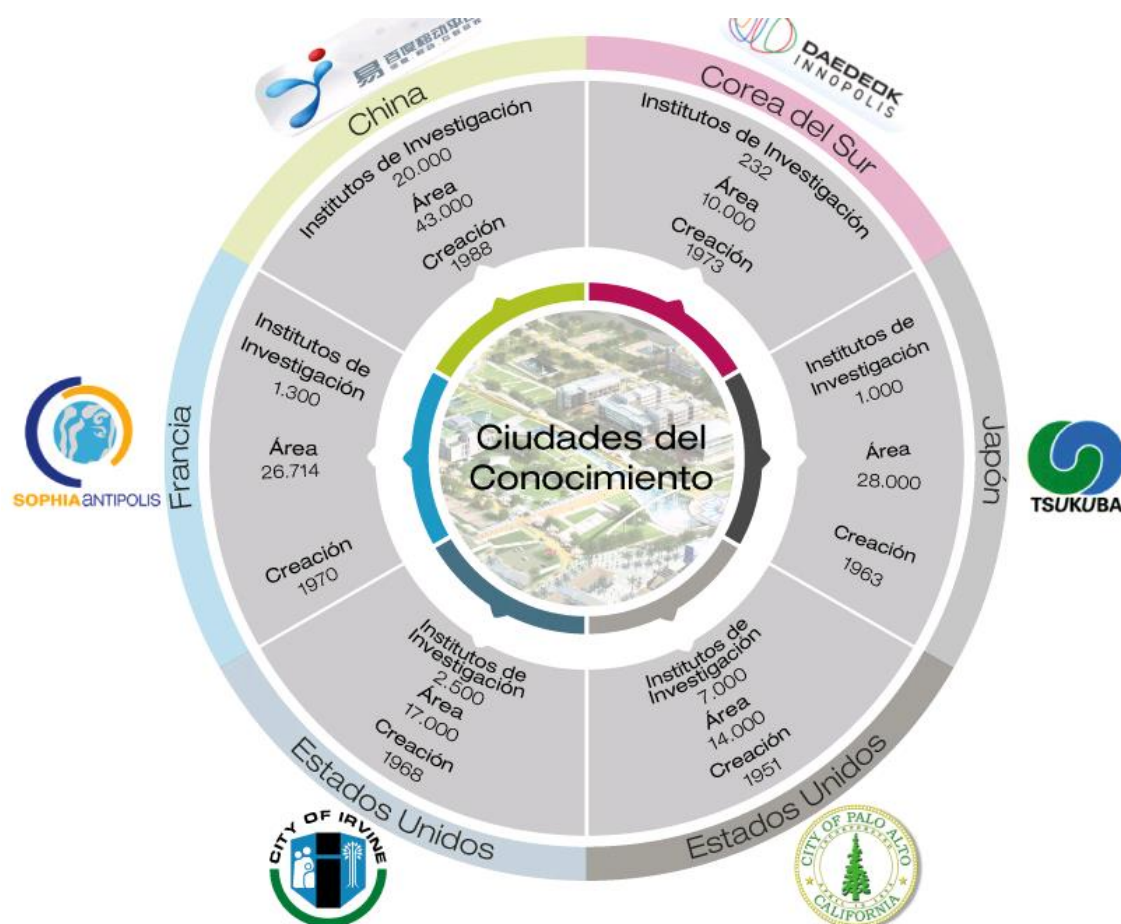 Ciudades del
Conocimiento
China
Institutos de Investigación
20.000
Área
43.000
Creación
1988
DAEDEOK
INNOPOLIS
Corea del Sur
Institutos de Investigación
232
Área
10.000
Creación
1973
Japón
Institutos de
Investigación
1.000
Área
28.000
Creación
1963
TSUKUBA
Estados Unidos
Institutos de
Investigación
7.000
Área
14.000
Creación
1951
CITY OF PALO ALTO
CALIFORNIA
Estados Unidos
Institutos de
Investigación
2.500
Área
17.000
Creación
1968
CITY OF IRVINE
Francia
Institutos de
Investigación
1.300
Área
26.714
Creación
1970
SOPHIA ANTIPOLIS